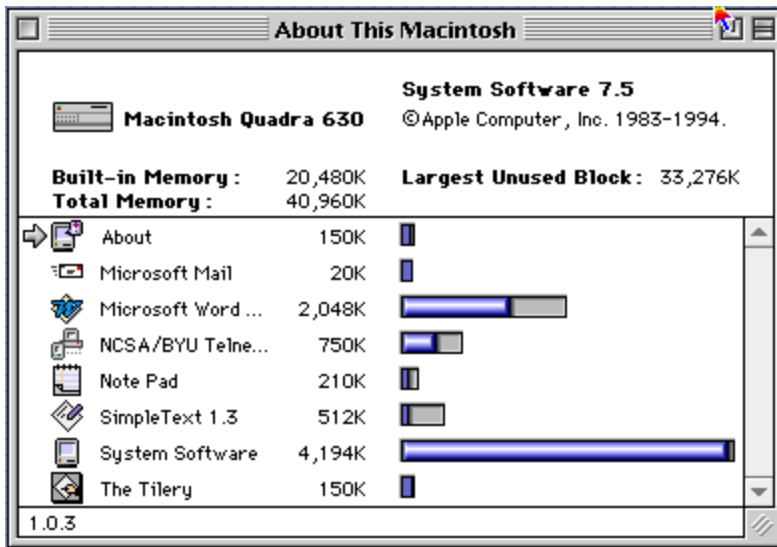 About This Macintosh
System Software 7.5
Macintosh Quadra 630
©Apple Computer, Inc. 1983-1994.
Built-in Memory: 20,480K Largest Unused Block: 33,276K
Total Memory: 40,960K
About 150K
Microsoft Mail 20K
Microsoft Word ... 2,048K
NCSA/BYU Telne... 750K
Note Pad 210K
SimpleText 1.3 512K
System Software 4,194K
The Tilery 150K
1.0.3